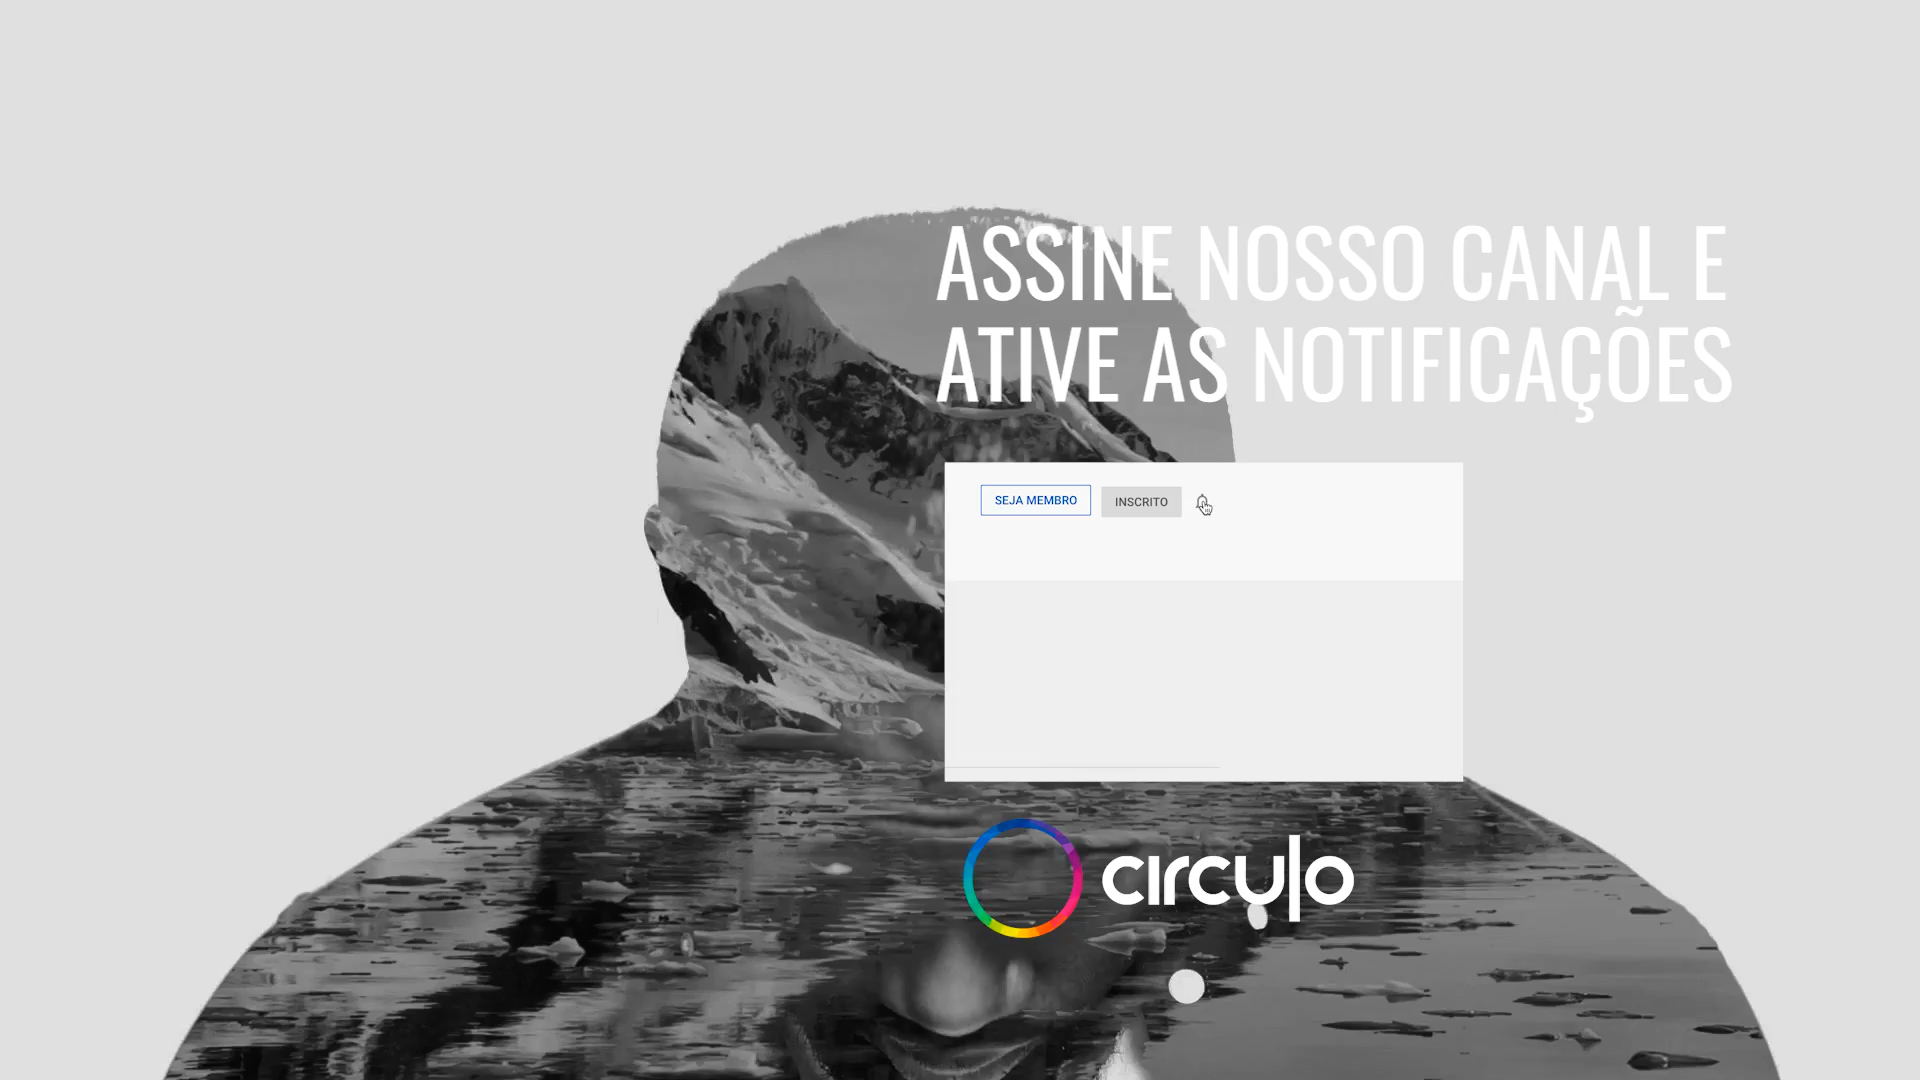 ASSINE NOSSO CANAL E
ATIVE AS NOTIFICAÇÕES
SEJA MEMBRO
INSCRITO
circulo